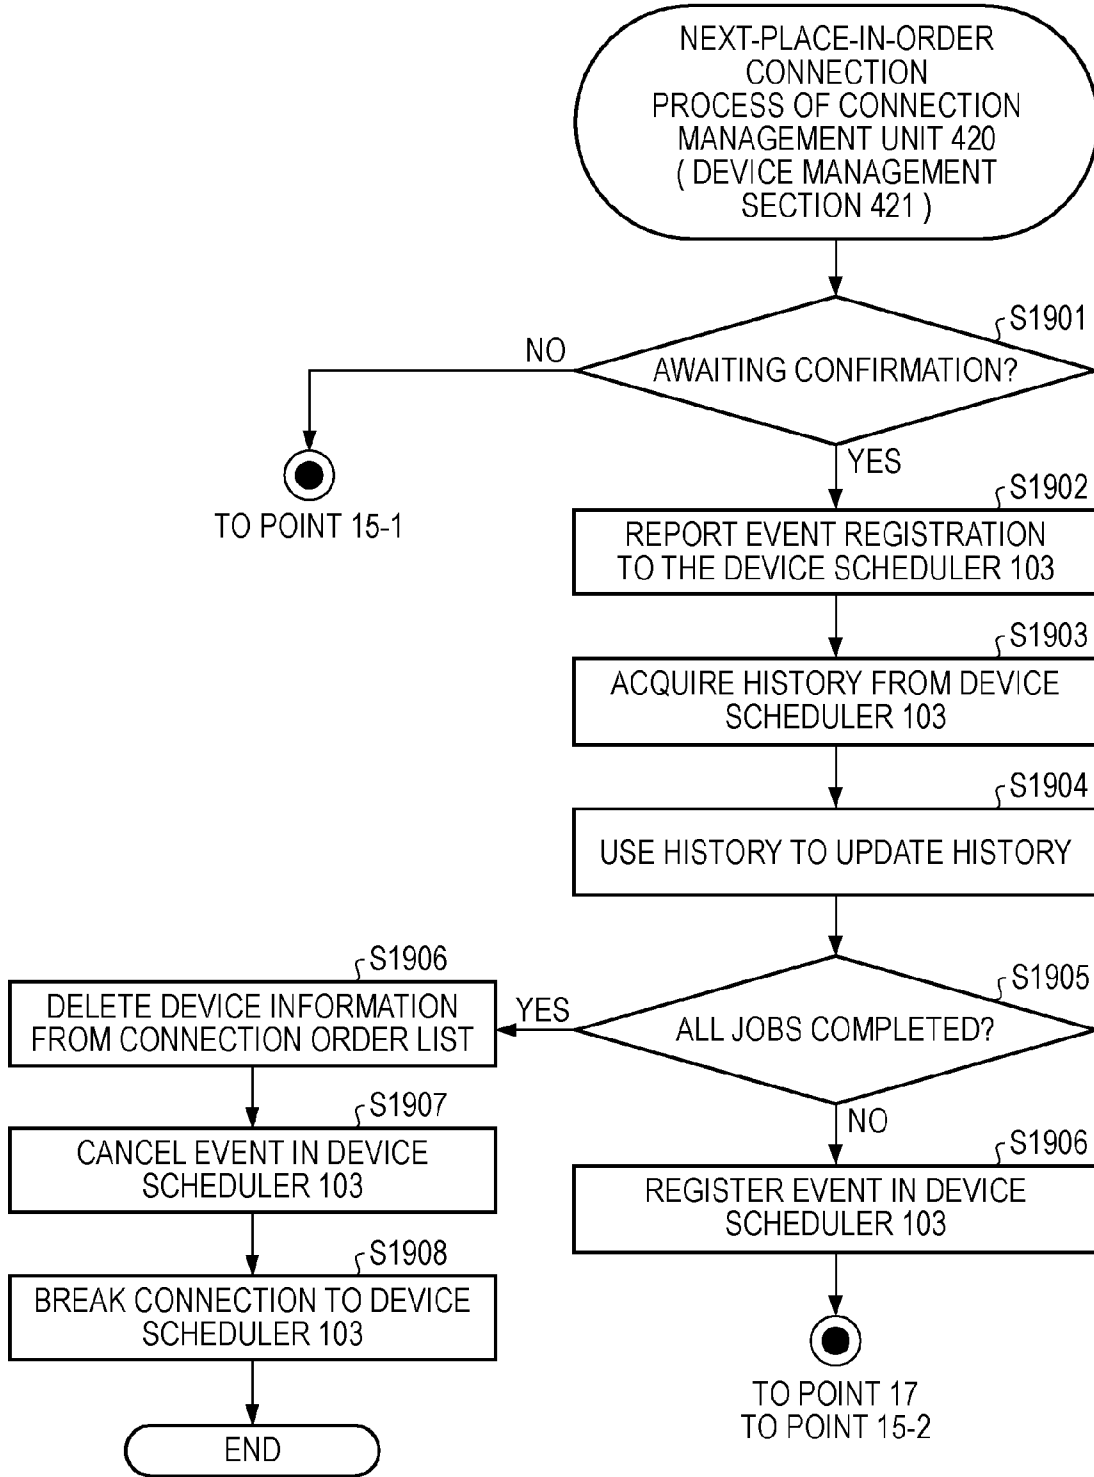 NEXT-PLACE-IN-ORDER
CONNECTION
PROCESS OF CONNECTION
MANAGEMENT UNIT 420
( DEVICE MANAGEMENT
SECTION 421 )
S1901
AWAITING CONFIRMATION?
NO
TO POINT 15-1
YES
S1902
REPORT EVENT REGISTRATION
TO THE DEVICE SCHEDULER 103
S1903
ACQUIRE HISTORY FROM DEVICE
SCHEDULER 103
S1904
USE HISTORY TO UPDATE HISTORY
S1905
ALL JOBS COMPLETED?
YES
S1906
DELETE DEVICE INFORMATION
FROM CONNECTION ORDER LIST
S1907
CANCEL EVENT IN DEVICE
SCHEDULER 103
S1908
BREAK CONNECTION TO DEVICE
SCHEDULER 103
END
NO
S1906
REGISTER EVENT IN DEVICE
SCHEDULER 103
TO POINT 17
TO POINT 15-2